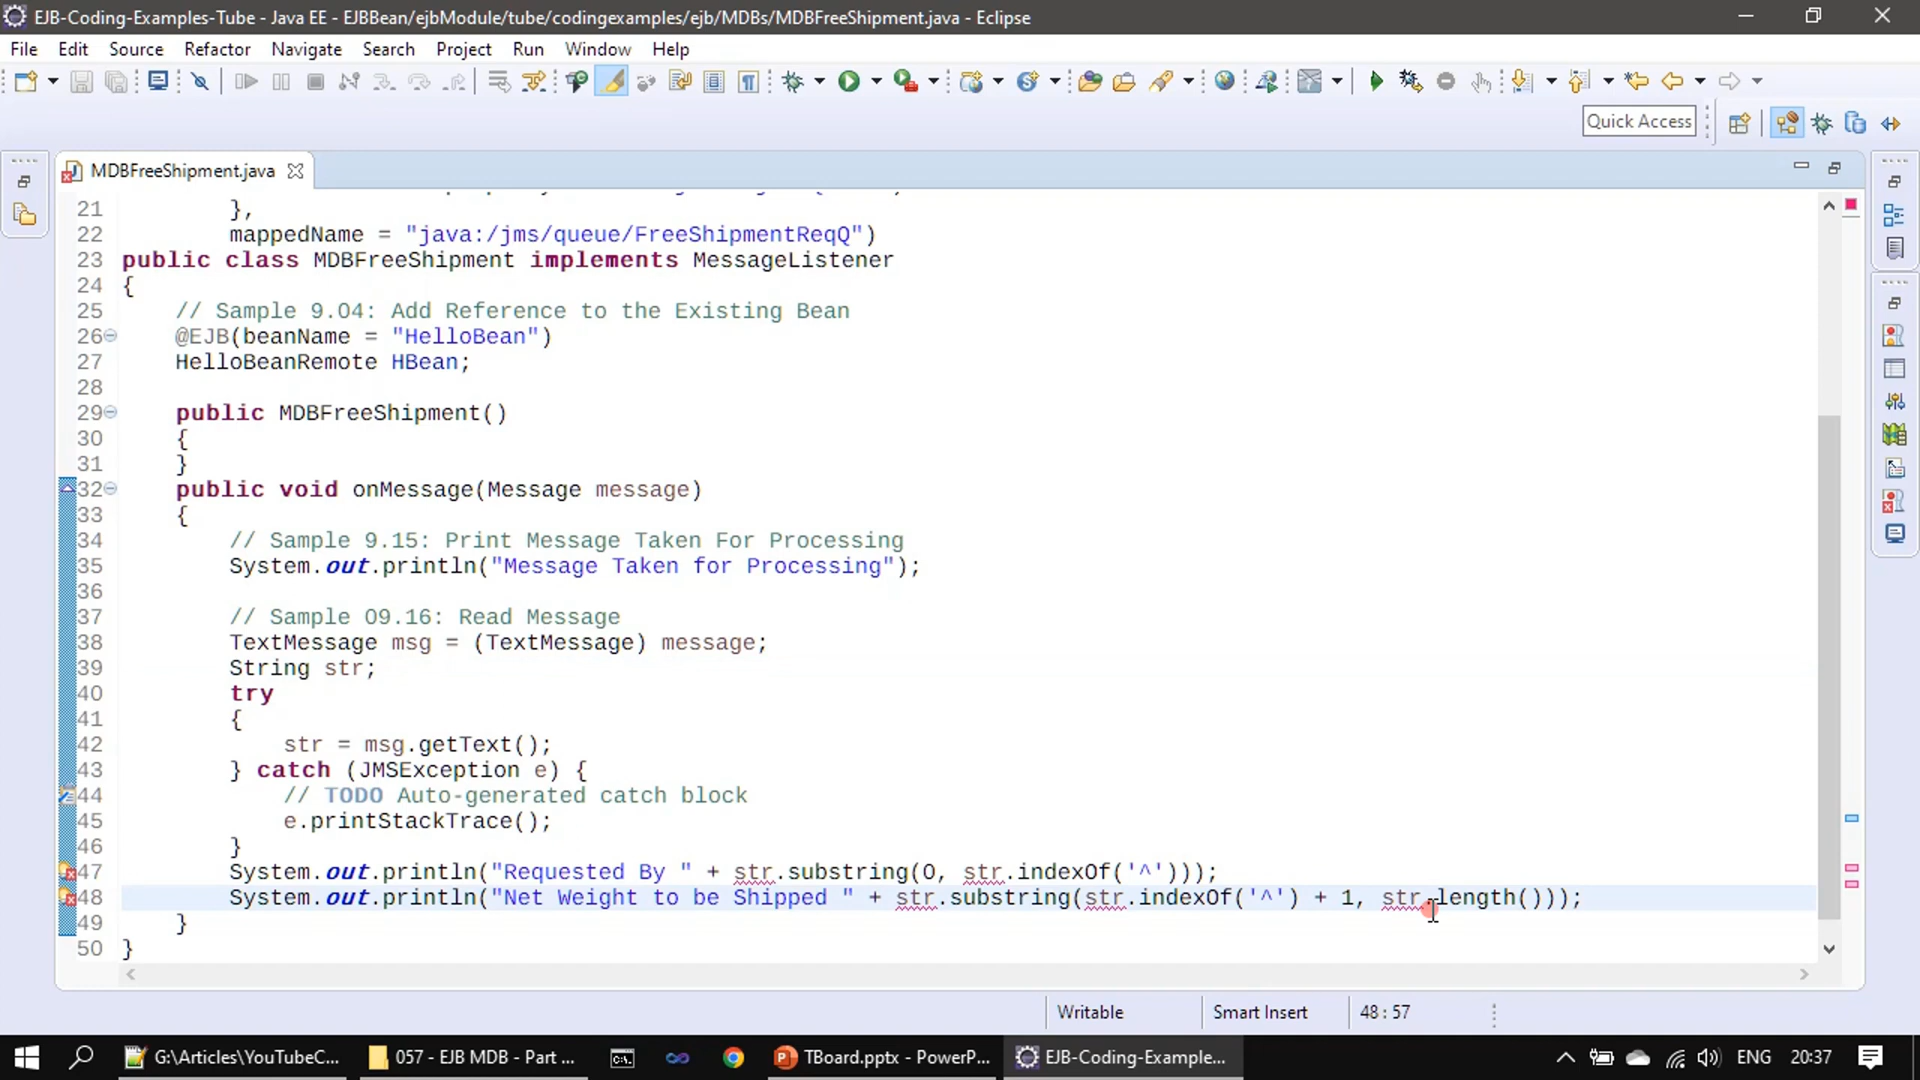 EJB-Coding-Examples-Tube - Java EE - EJBBean/ejbModule/tube/codingexamples/ejb/MDBs/MDBFreeShipment.java - Eclipse
File Edit Source Refactor Navigate Search Project Run Window Help
Quick Access
MDBFreeShipment.java
21 },
22 mappedName = "java:/jms/queue/FreeShipmentReqQ")
23 public class MDBFreeShipment implements MessageListener
24 {
25 // Sample 9.04: Add Reference to the Existing Bean
26 @EJB(beanName = "HelloBean")
27 HelloBeanRemote HBean;
28
29 public MDBFreeShipment()
30 {
31 }
32 public void onMessage(Message message)
33 {
34 // Sample 9.15: Print Message Taken For Processing
35 System.out.println("Message Taken for Processing");
36
37 // Sample 09.16: Read Message
38 TextMessage msg = (TextMessage) message;
39 String str;
40 try
41 {
42 str = msg.getText();
43 } catch (JMSException e) {
44 // TODO Auto-generated catch block
45 e.printStackTrace();
46 }
47 System.out.println("Requested By " + str.substring(0, str.indexOf('^')));
48 System.out.println("Net Weight to be Shipped " + str.substring(str.indexOf('^') + 1, str.length()));
49 }
50 }
Writable Smart Insert 48 : 57
G:\Articles\YouTubeC... 057 - EJB MDB - Part ... TBoard.pptx - PowerP... EJB-Coding-Example... ENG 20:37